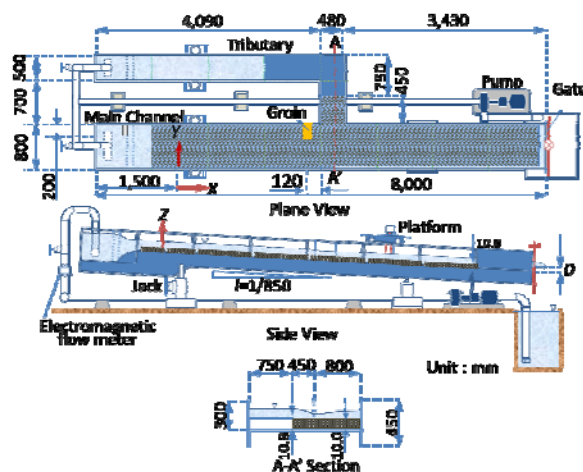 4,090
480
3,430
A
Tributary
500
750
450
Pump
700
Gate
Main Channel
Groin
Y
800
X
A'
1,500
120
8,000
200
Plane View
Z
Platform
10.8
D
Jack
I=1/850
Electromagnetic
flow meter
Side View
750 450 800
Unit : mm
300
450
10.8
10.0
A-A' Section